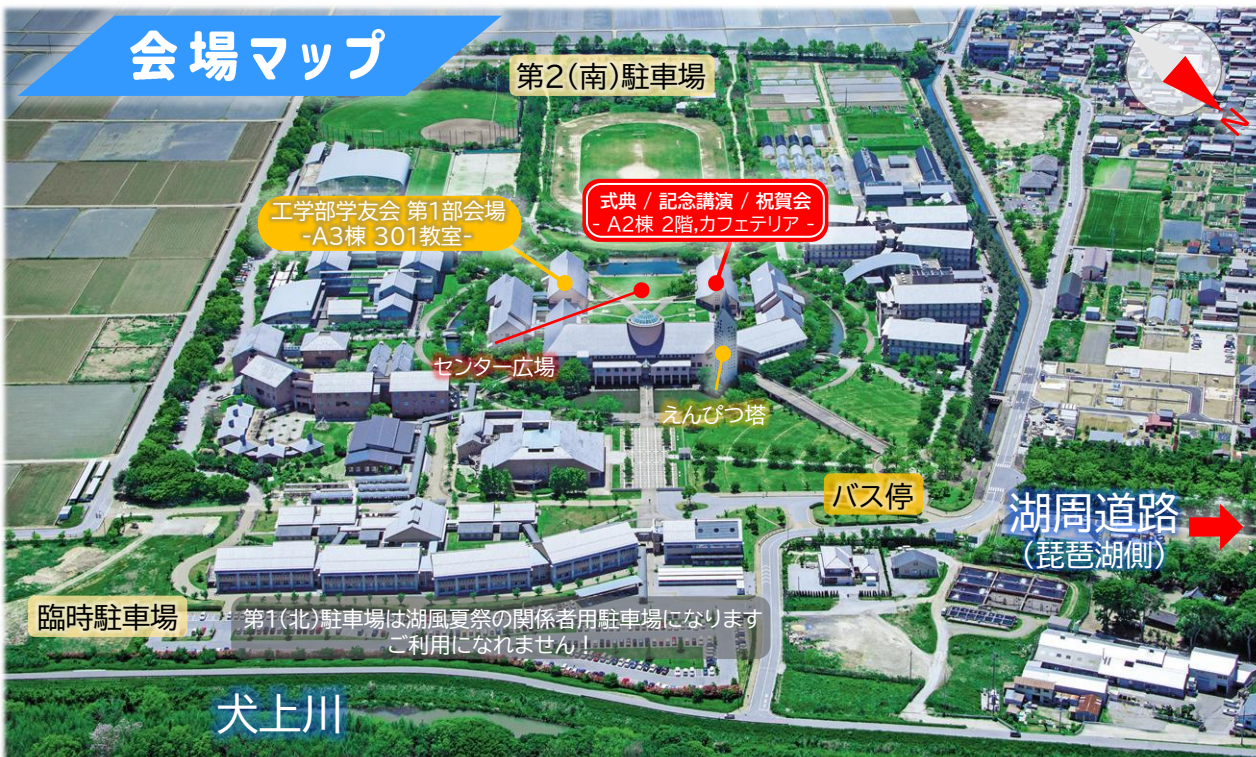 会場マップ
第2(南)駐車場
N
工学部学友会 第1部会場
-A3棟 301教室-
式典 / 記念講演 / 祝賀会
- A2棟 2階,カフェテリア -
センター広場
えんぴつ塔
バス停
湖周道路
(琵琶湖側)
臨時駐車場
第1(北)駐車場は湖風夏祭の関係者用駐車場になります
ご利用になれません!
犬上川